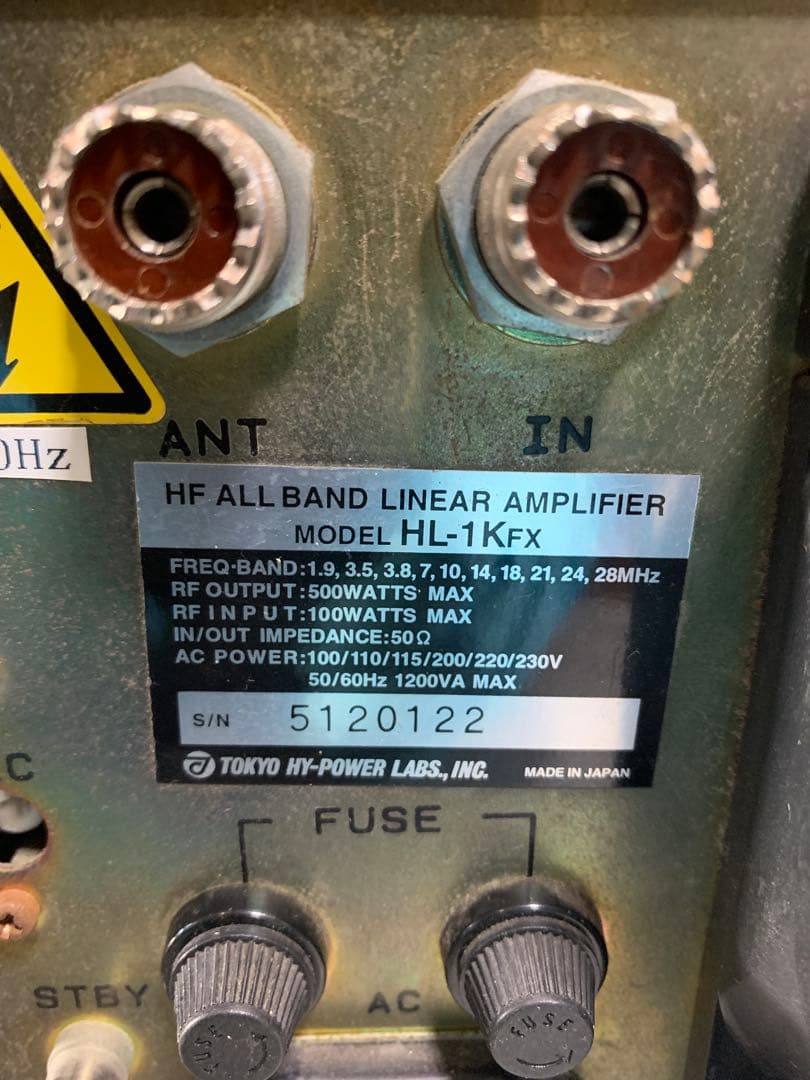 ANT
IN
0Hz
HF ALL BAND LINEAR AMPLIFIER
MODEL HL-1KFX
FREQ·BAND:1.9, 3.5, 3.8, 7, 10, 14, 18, 21, 24, 28MHz
RF OUTPUT:500WATTS MAX
RF INPUT:100WATTS MAX
IN/OUT IMPEDANCE:50Ω
AC POWER:100/110/115/200/220/230V
50/60Hz 1200VA MAX
S/N 5120122
TOKYO HY-POWER LABS., INC. MADE IN JAPAN
C
FUSE
STBY
AC
FUSE
FUSE